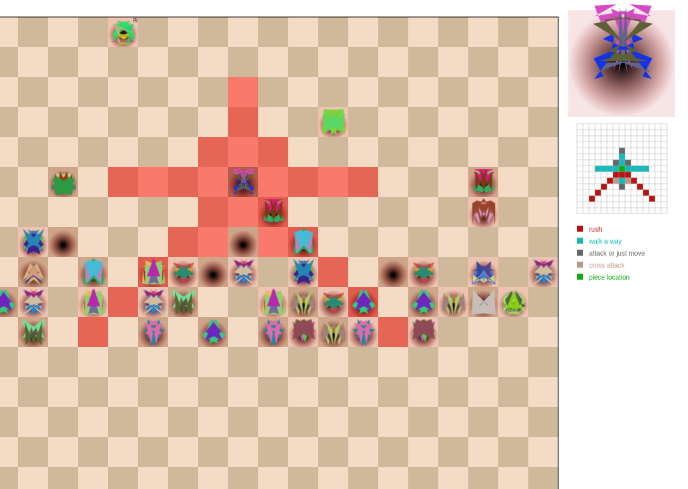 rush
walk a way
attack or just move
cross attack
piece location